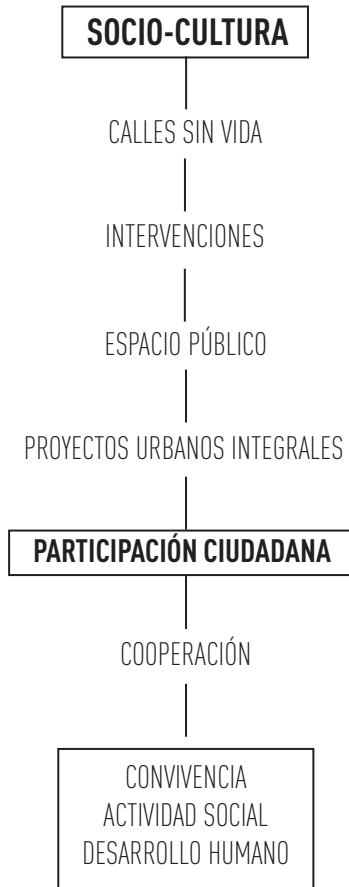 SOCIO-CULTURA
CALLES SIN VIDA
INTERVENCIONES
ESPACIO PÚBLICO
PROYECTOS URBANOS INTEGRALES
PARTICIPACIÓN CIUDADANA
COOPERACIÓN
CONVIVENCIA
ACTIVIDAD SOCIAL
DESARROLLO HUMANO